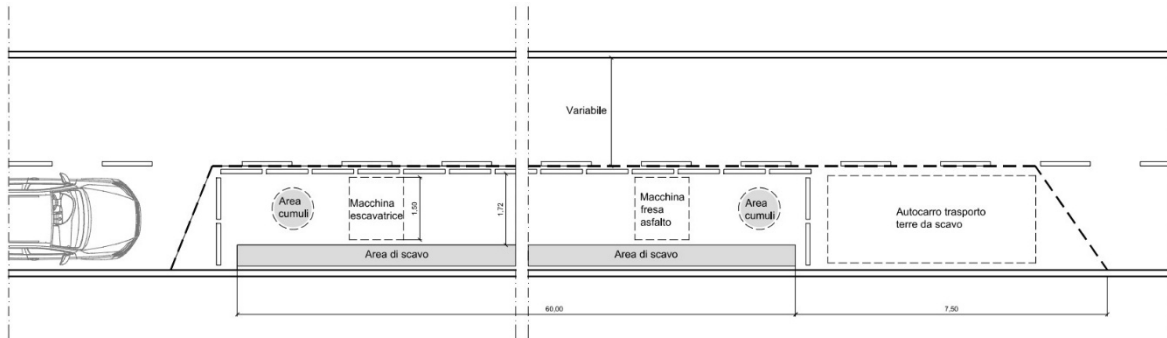 Variabile
Area
cumuli
Macchina
escavatrice
1,50
1,72
Macchina
fresa
asfalto
Area
cumuli
Autocarro trasporto
terre da scavo
Area di scavo
Area di scavo
60,00
7,50